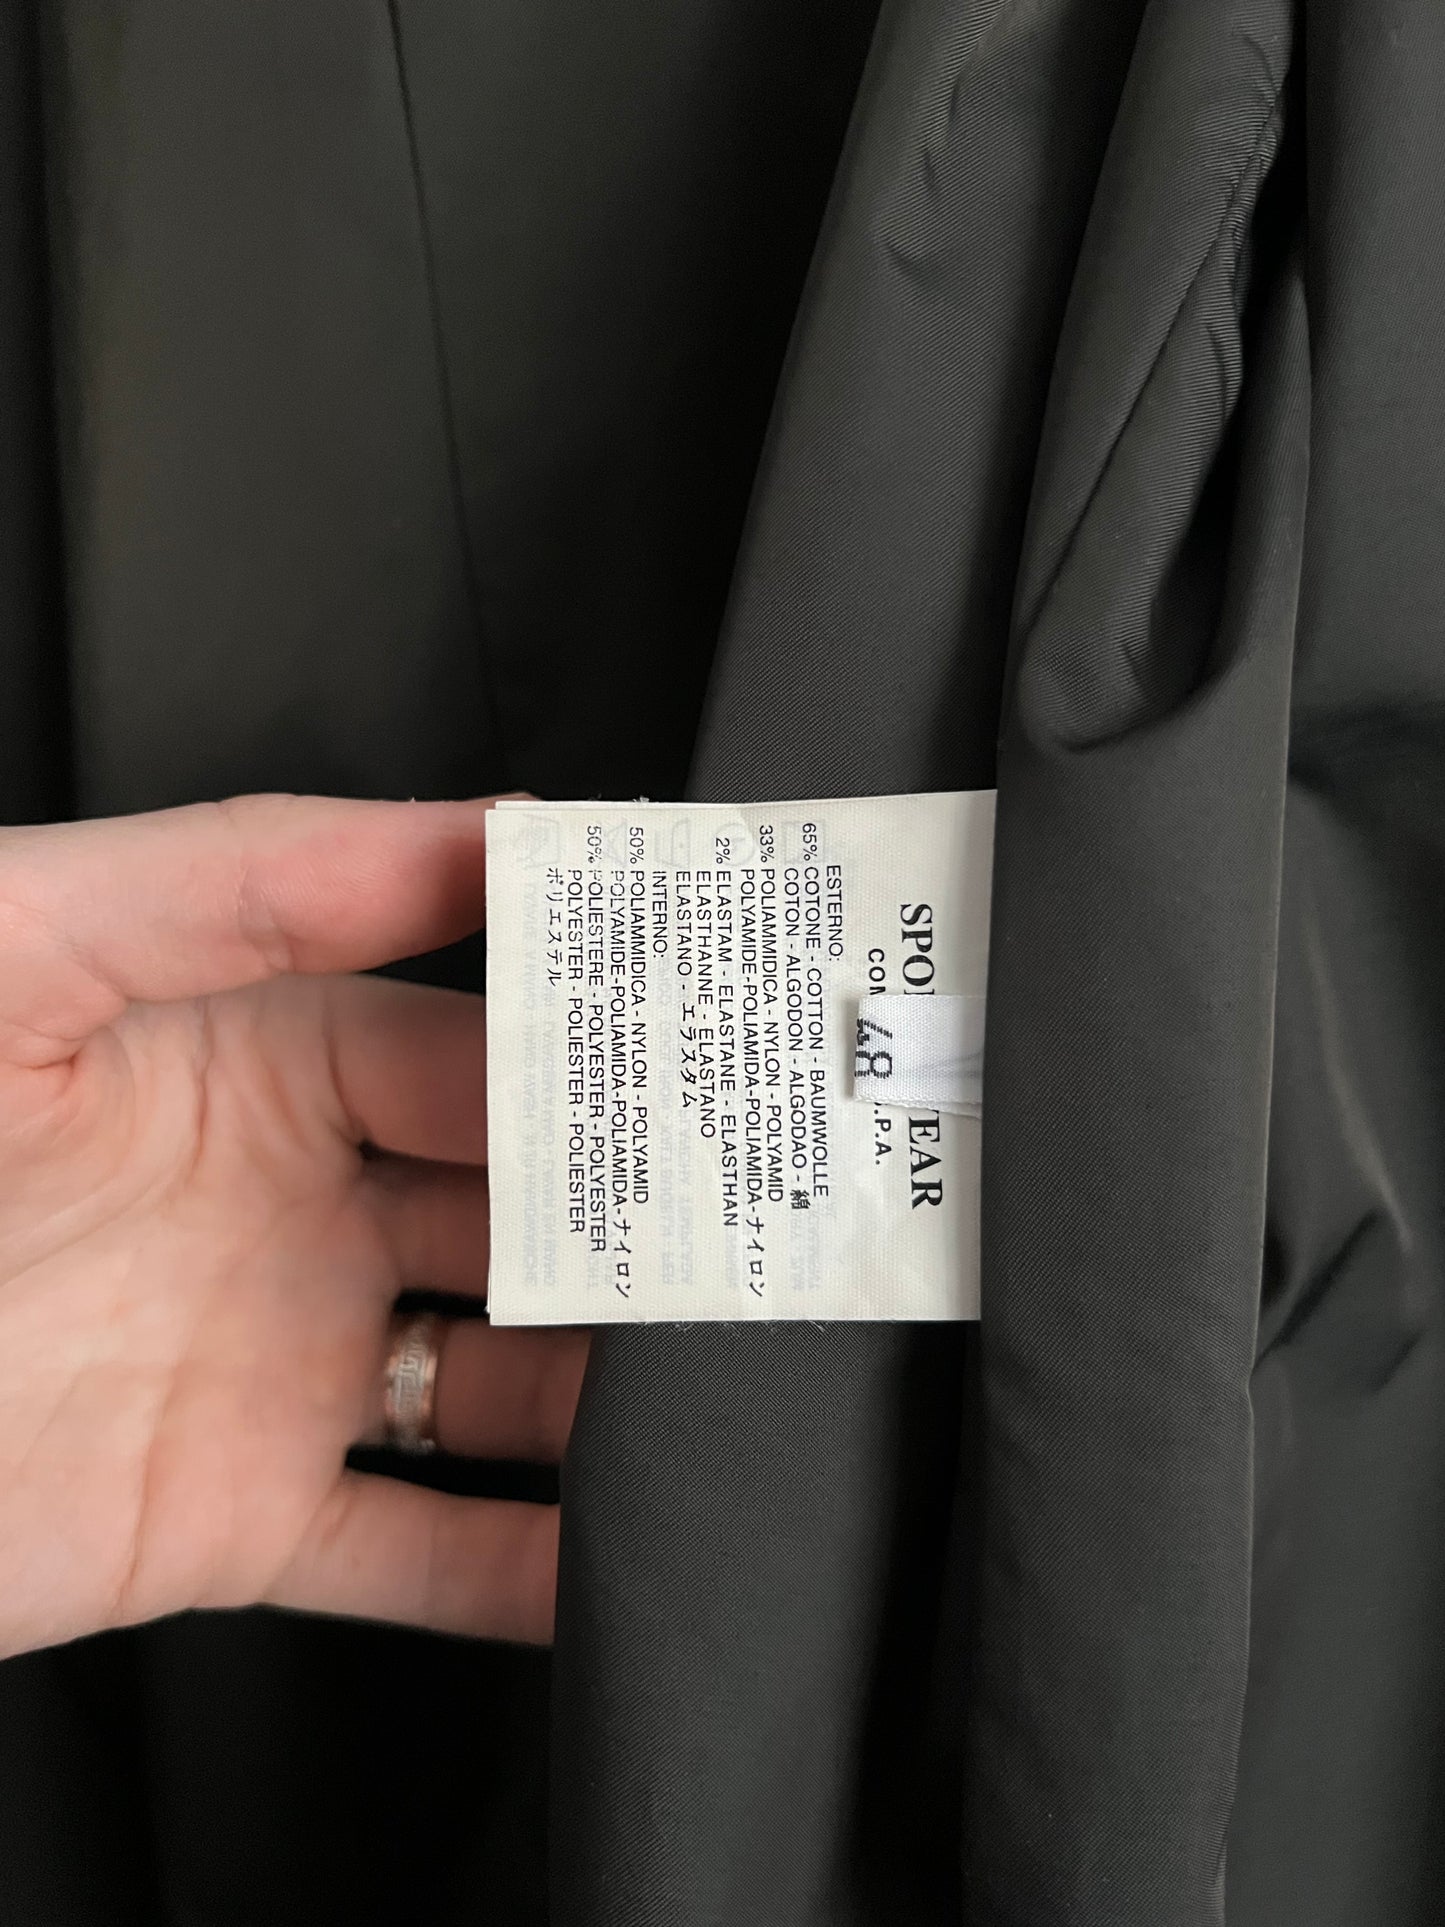 SPO WEAR
CO S.P.A.
48
ESTERNO:
65% COTONE - COTTON - BAUMWOLLE
COTON - ALGODON - ALGODAO - 綿
33% POLIAMMIDICA - NYLON - POLYAMID
POLYAMIDE-POLIAMIDA-POLIAMIDA-ナイロン
2% ELASTAM - ELASTANE - ELASTHAN
ELASTHANNE - ELASTANO
ELASTANO - エラスタム
INTERNO:
50% POLIAMMIDICA - NYLON - POLYAMID
POLYAMIDE-POLIAMIDA-POLIAMIDA-ナイロン
50% POLIESTERE - POLYESTER - POLYESTER
POLYESTER - POLIESTER - POLIESTER
ポリエステル